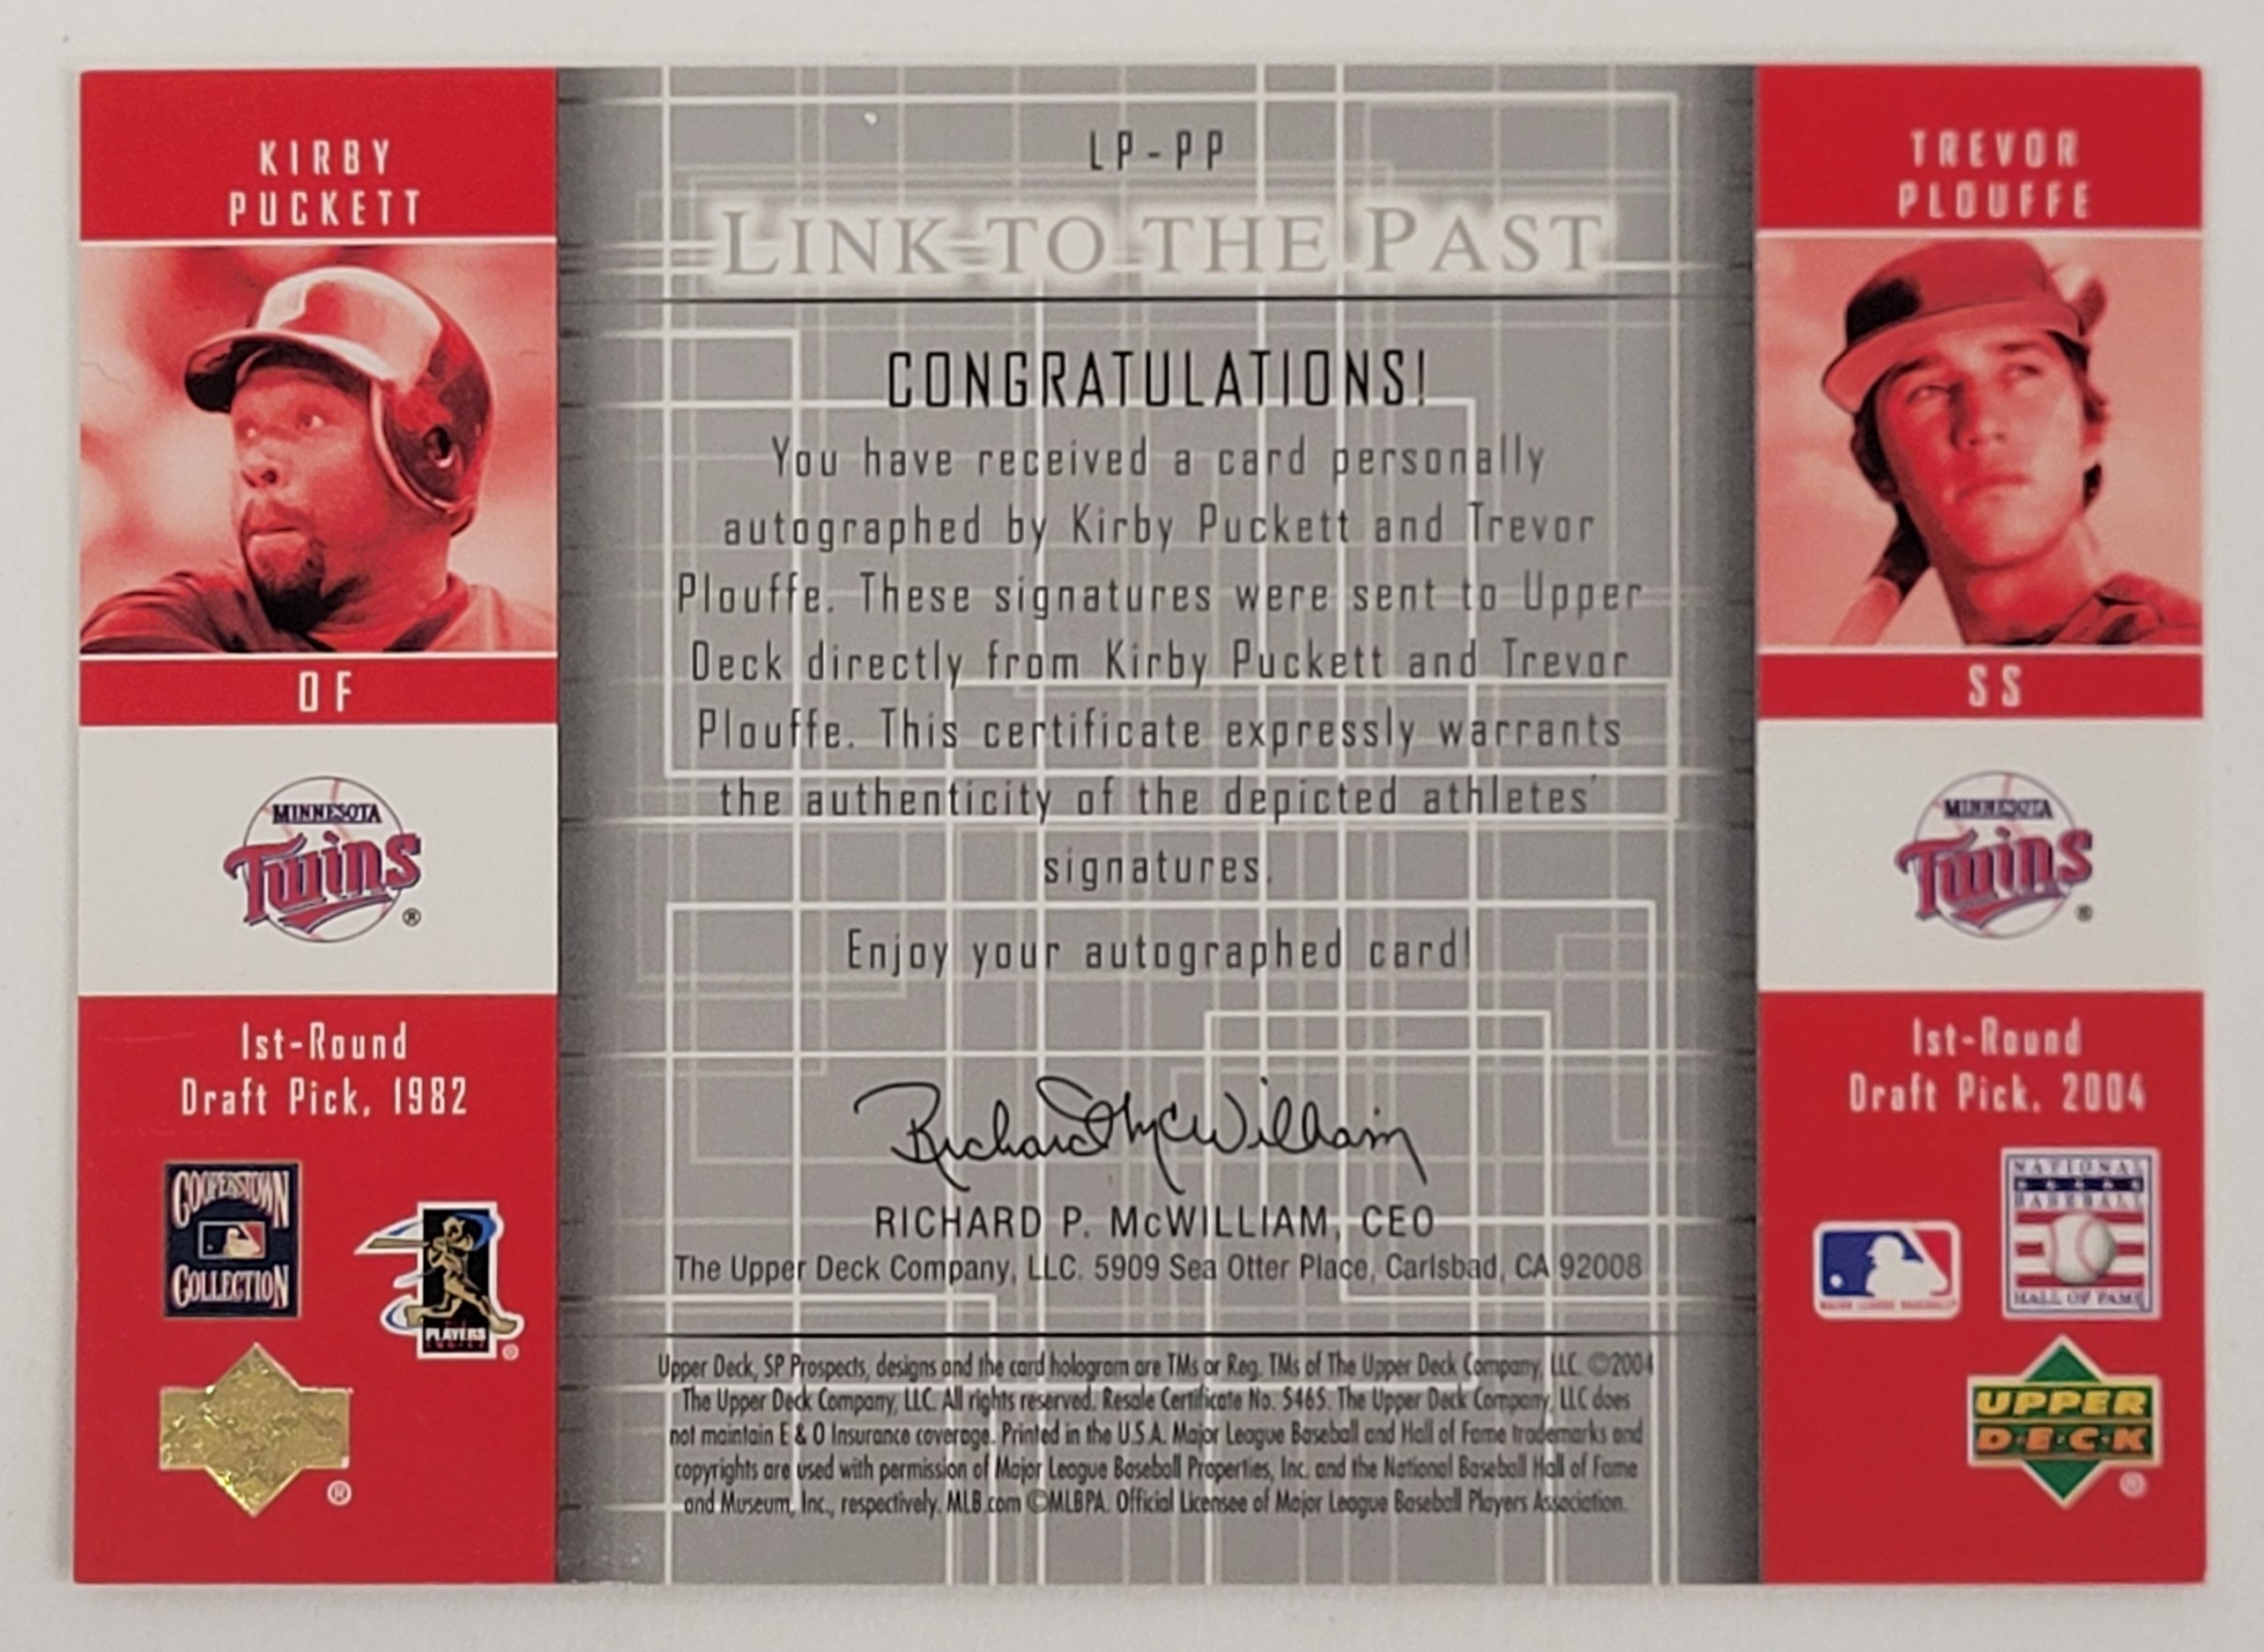 KIRBY
PUCKETT
OF
MINNESOTA
Twins
®
1st-Round
Draft Pick, 1982
COOPERSTOWN
COLLECTION
PLAYERS
®
®
LP-PP
LINK TO THE PAST
CONGRATULATIONS!
You have received a card personally
autographed by Kirby Puckett and Trevor
Plouffe. These signatures were sent to Upper
Deck directly from Kirby Puckett and Trevor
Plouffe. This certificate expressly warrants
the authenticity of the depicted athletes'
signatures.
Enjoy your autographed card!
Richard McWilliam
RICHARD P. McWILLIAM, CEO
The Upper Deck Company, LLC. 5909 Sea Otter Place, Carlsbad, CA 92008
Upper Deck, SP Prospects, designs and the card hologram are TMs or Reg. TMs of The Upper Deck Company, LLC. ©2004
The Upper Deck Company, LLC. All rights reserved. Resale Certificate No. 5465. The Upper Deck Company, LLC does
not maintain E & O Insurance coverage. Printed in the U.S.A. Major League Baseball and Hall of Fame trademarks and
copyrights are used with permission of Major League Baseball Properties, Inc. and the National Baseball Hall of Fame
and Museum, Inc., respectively. MLB.com ©MLBPA. Official Licensee of Major League Baseball Players Association.
TREVOR
PLOUFFE
SS
MINNESOTA
Twins
®
1st-Round
Draft Pick, 2004
NATIONAL
BASEBALL
HALL OF FAME
MAJOR LEAGUE BASEBALL
UPPER
D·E·C·K
®